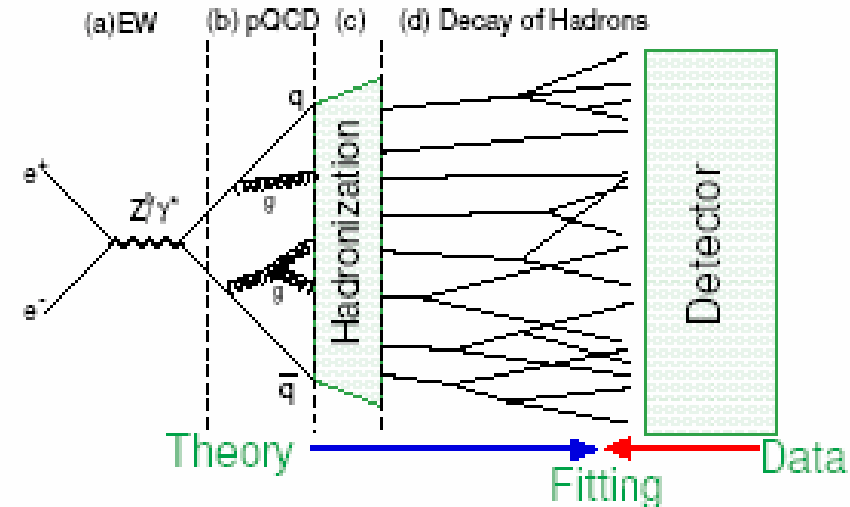 (a)EW (b) pQCD (c) (d) Decay of Hadrons
q
e⁺
Z⁰/γ*
g
Hadronization
Detector
g
e⁻
q̅
Theory
Fitting
Data